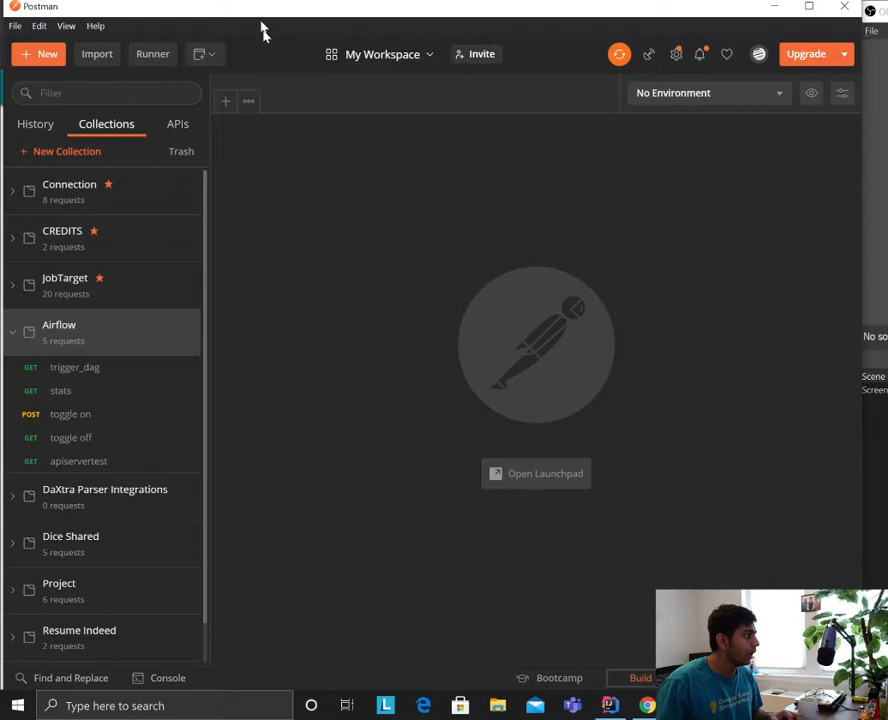 Postman
File Edit View Help
+ New Import Runner My Workspace Invite Upgrade
File
Filter
No Environment
History Collections APIs
+ New Collection Trash
Connection
8 requests
CREDITS
2 requests
JobTarget
20 requests
Airflow
5 requests
GET trigger_dag
GET stats
POST toggle on
GET toggle off
GET apiservertest
DaXtra Parser Integrations
0 requests
Dice Shared
5 requests
Project
6 requests
Resume Indeed
2 requests
Open Launchpad
No so
Scene
Screen
Find and Replace Console Bootcamp Build
Type here to search